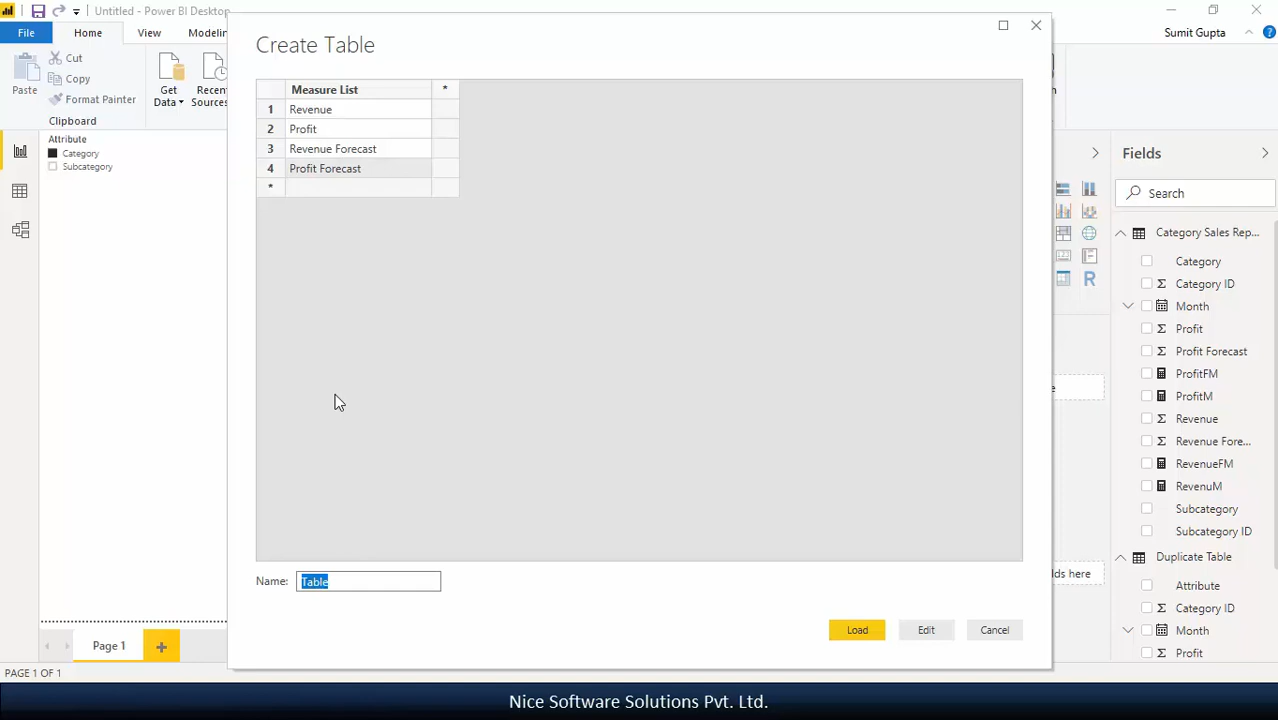 Untitled - Power BI Desktop
File
Home
View
Modelin
Sumit Gupta
Paste
Cut
Copy
Format Painter
Clipboard
Get
Data
Recent
Sources
Create Table
Measure List
*
1
Revenue
2
Profit
3
Revenue Forecast
4
Profit Forecast
*
Name:
Table
Load
Edit
Cancel
Attribute
Category
Subcategory
Fields
Search
Category Sales Rep...
Category
Category ID
Month
Profit
Profit Forecast
ProfitFM
ProfitM
Revenue
Revenue Fore...
RevenueFM
RevenuM
Subcategory
Subcategory ID
Duplicate Table
Attribute
Category ID
Month
Profit
lds here
Page 1
PAGE 1 OF 1
Nice Software Solutions Pvt. Ltd.